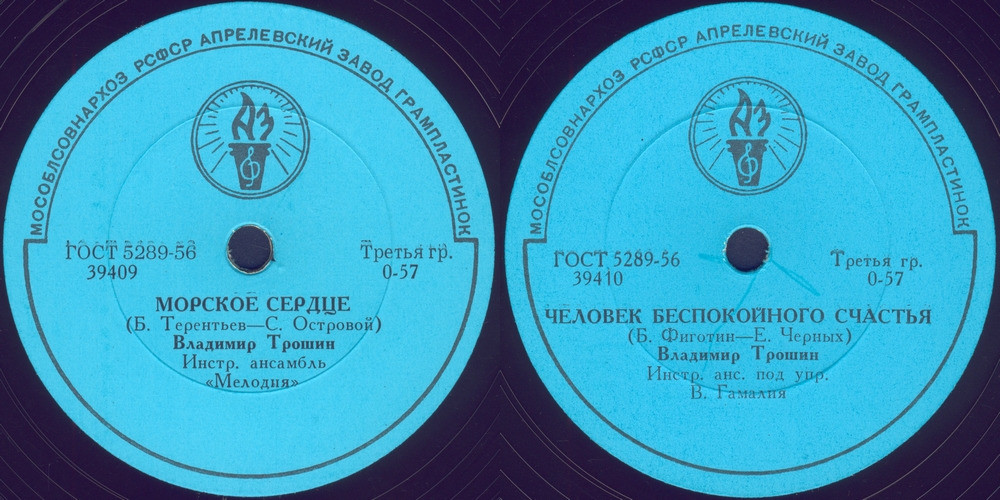 МОСОБЛСОВНАРХОЗ РСФСР АПРЕЛЕВСКИЙ ЗАВОД ГРАМПЛАСТИНОК
АЗ
ГОСТ 5289-56
39409
Третья гр.
0-57
МОРСКОЕ СЕРДЦЕ
(Б. Терентьев—С. Островой)
Владимир Трошин
Инстр. ансамбль
«Мелодия»
МОСОБЛСОВНАРХОЗ РСФСР АПРЕЛЕВСКИЙ ЗАВОД ГРАМПЛАСТИНОК
АЗ
ГОСТ 5289-56
39410
Третья гр.
0-57
ЧЕЛОВЕК БЕСПОКОЙНОГО СЧАСТЬЯ
(Б. Фиготин—Е. Черных)
Владимир Трошин
Инстр. анс. под упр.
В. Гамалия